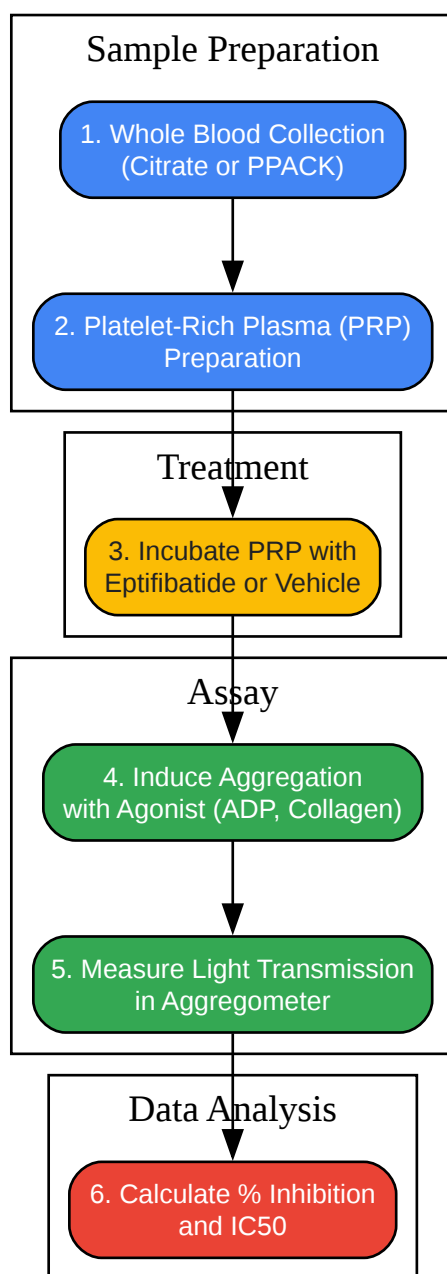 Sample Preparation
1. Whole Blood Collection
(Citrate or PPACK)
2. Platelet-Rich Plasma (PRP)
Preparation
Treatment
3. Incubate PRP with
Eptifibatide or Vehicle
Assay
4. Induce Aggregation
with Agonist (ADP, Collagen)
5. Measure Light Transmission
in Aggregometer
Data Analysis
6. Calculate % Inhibition
and IC50